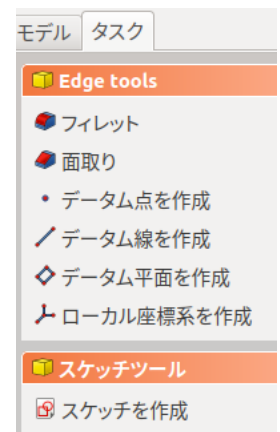 モデル タスク
Edge tools
フィレット
面取り
データム点を作成
データム線を作成
データム平面を作成
ローカル座標系を作成
スケッチツール
スケッチを作成